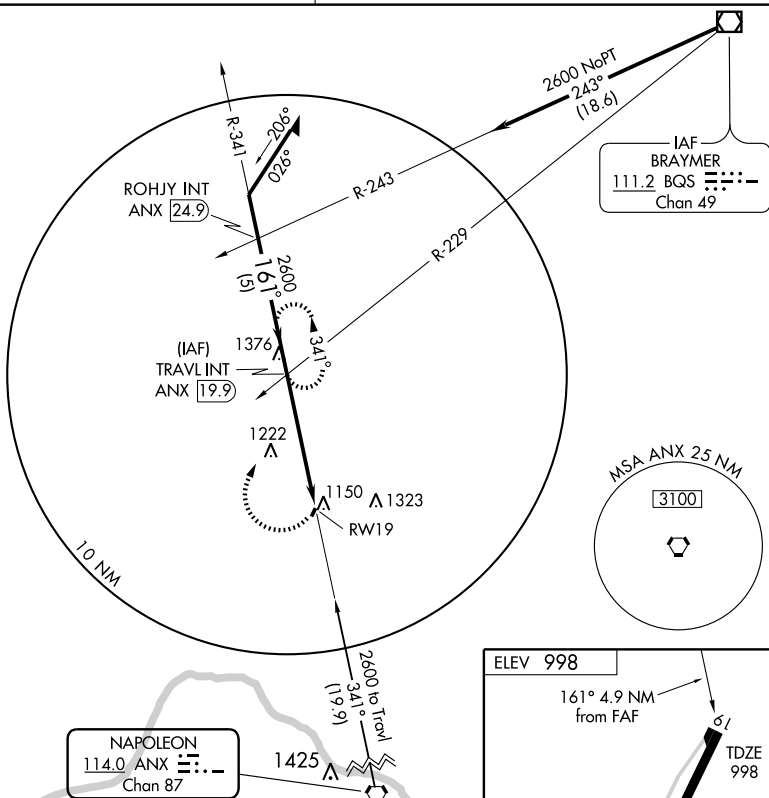 2600 NoPT
243°
(18.6)
IAF
BRAYMER
111.2 BQS
Chan 49
R-341
206°
026°
ROHJY INT
ANX 24.9
R-243
R-229
2600
161°
(5)
341°
1376
(IAF)
TRAVL INT
ANX 19.9
1222
1150
1323
RW19
10 NM
MSA ANX 25 NM
3100
2600 to Travl
341°
(19.9)
NAPOLEON
114.0 ANX
Chan 87
1425
ELEV 998
161° 4.9 NM
from FAF
19
TDZE
998